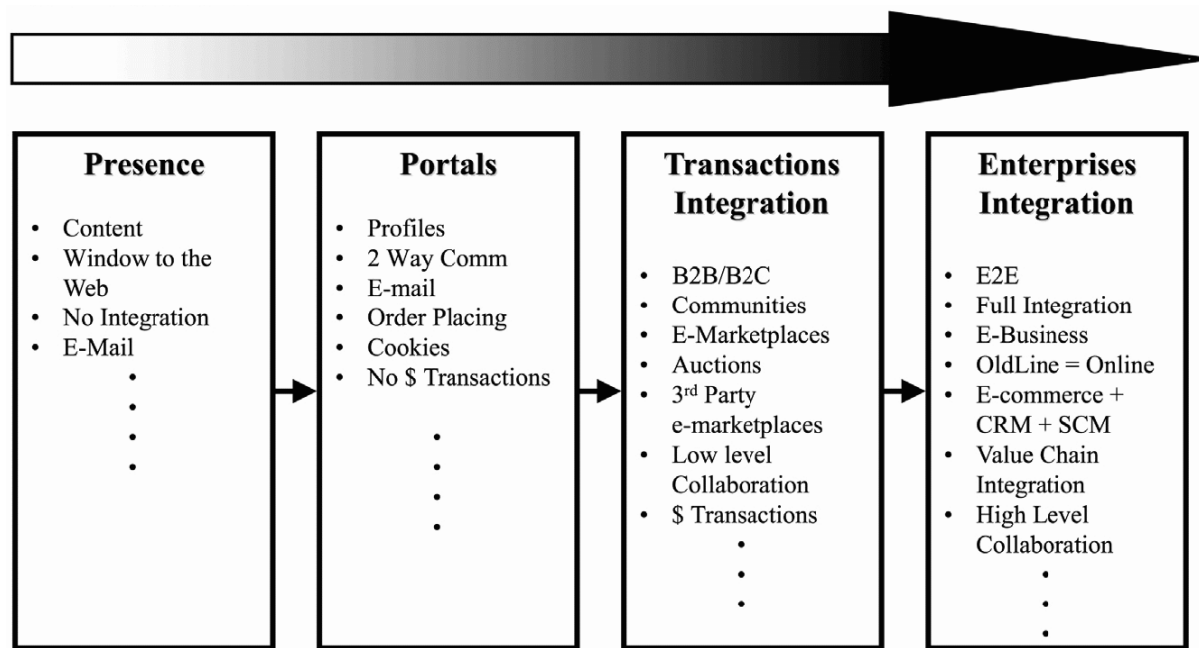 Presence
• Content
• Window to the
Web
• No Integration
• E-Mail
Portals
• Profiles
• 2 Way Comm
• E-mail
• Order Placing
• Cookies
• No $ Transactions
Transactions
Integration
• B2B/B2C
• Communities
• E-Marketplaces
• Auctions
• 3rd Party
e-marketplaces
• Low level
Collaboration
• $ Transactions
Enterprises
Integration
• E2E
• Full Integration
• E-Business
• OldLine = Online
• E-commerce +
CRM + SCM
• Value Chain
Integration
• High Level
Collaboration